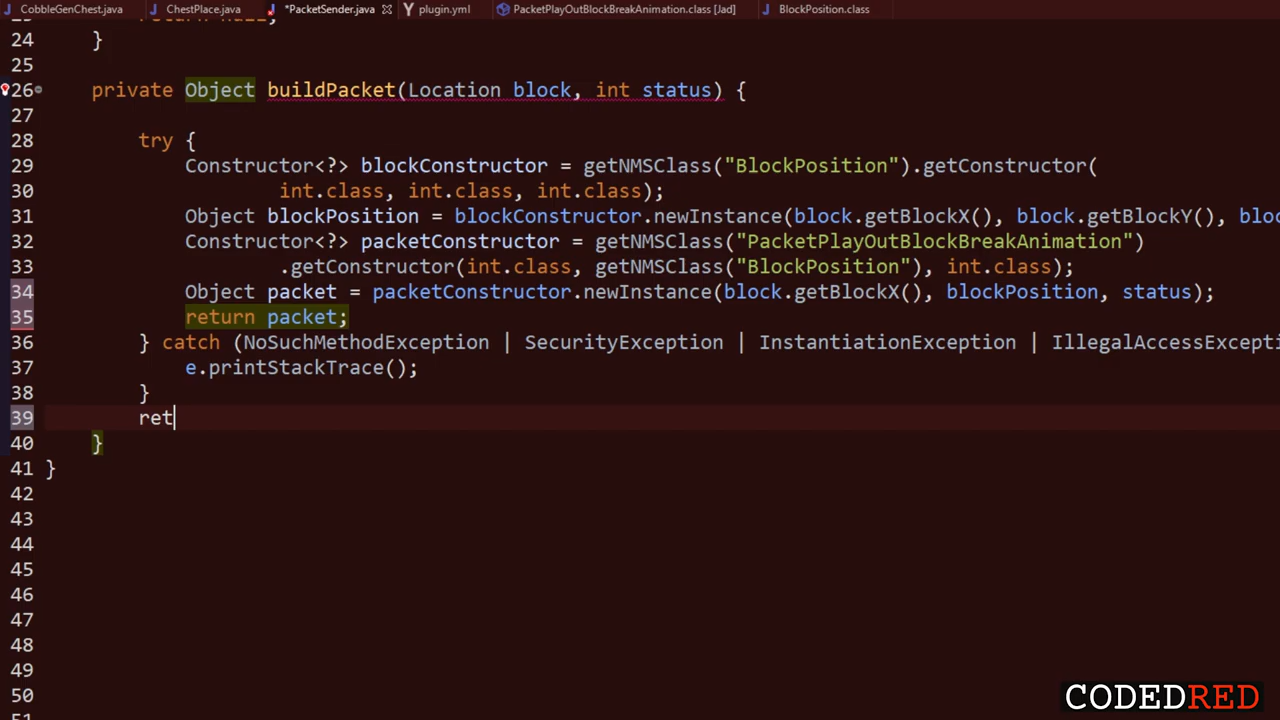 CobbleGenChest.java ChestPlace.java *PacketSender.java plugin.yml PacketPlayOutBlockBreakAnimation.class [Jad] BlockPosition.class
24 }
25
26 private Object buildPacket(Location block, int status) {
27
28 try {
29 Constructor<?> blockConstructor = getNMSClass("BlockPosition").getConstructor(
30 int.class, int.class, int.class);
31 Object blockPosition = blockConstructor.newInstance(block.getBlockX(), block.getBlockY(), blo
32 Constructor<?> packetConstructor = getNMSClass("PacketPlayOutBlockBreakAnimation")
33 .getConstructor(int.class, getNMSClass("BlockPosition"), int.class);
34 Object packet = packetConstructor.newInstance(block.getBlockX(), blockPosition, status);
35 return packet;
36 } catch (NoSuchMethodException | SecurityException | InstantiationException | IllegalAccessExcepti
37 e.printStackTrace();
38 }
39 ret
40 }
41 }
42
43
44
45
46
47
48
49
50
CODEDRED